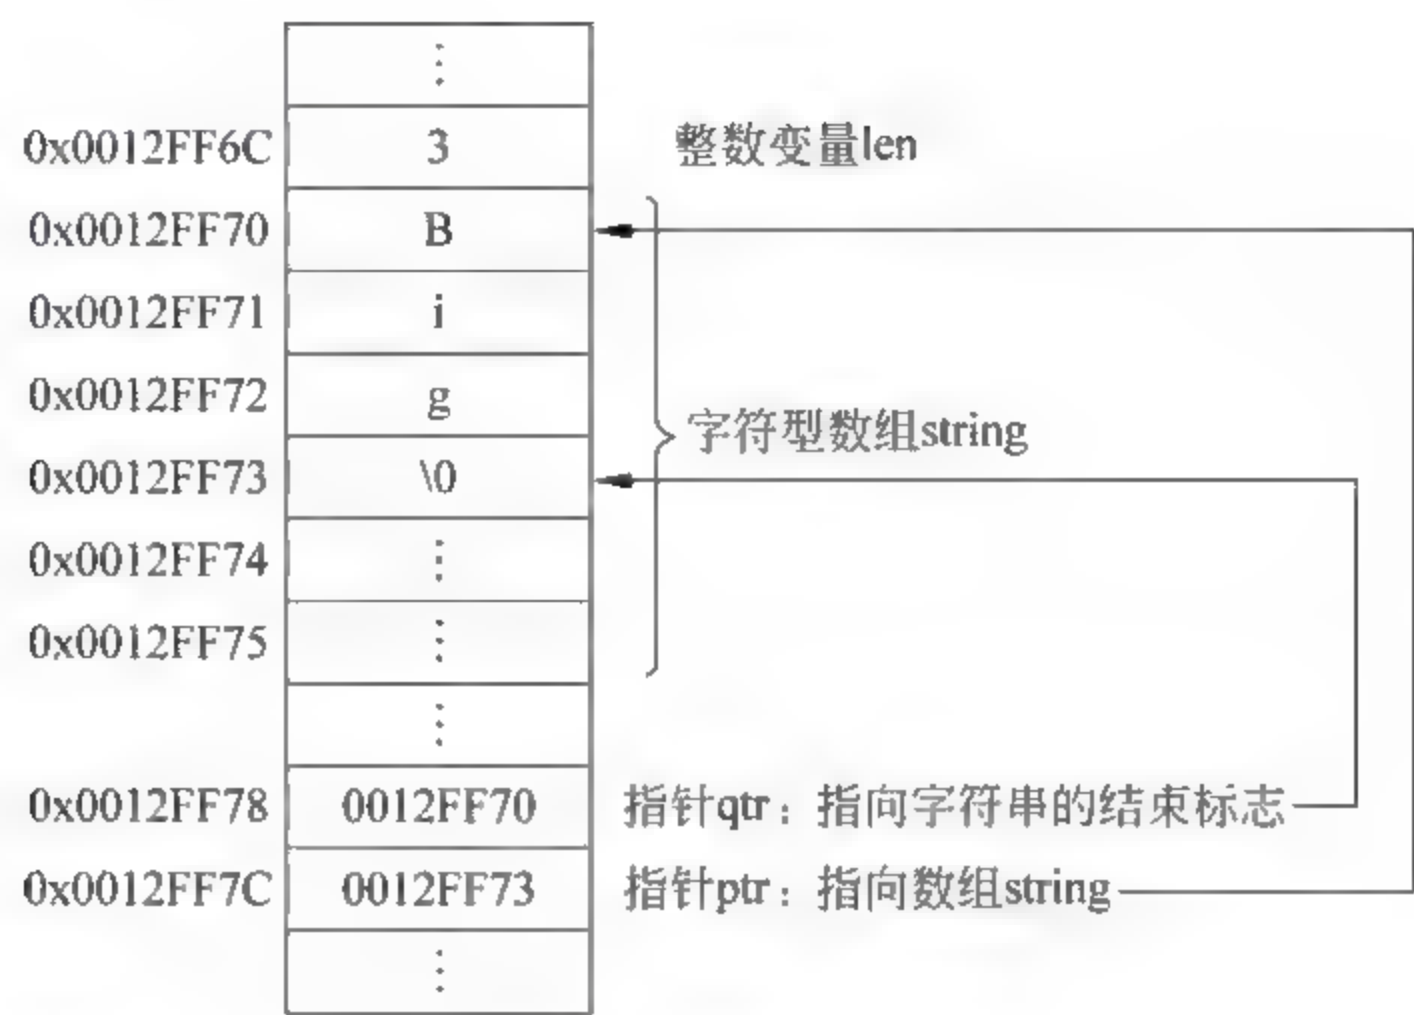 ⋮
0x0012FF6C 3 整数变量len
0x0012FF70 B
0x0012FF71 i
0x0012FF72 g
字符型数组string
0x0012FF73 \0
0x0012FF74 ⋮
0x0012FF75 ⋮
⋮
0x0012FF78 0012FF70 指针qtr：指向字符串的结束标志
0x0012FF7C 0012FF73 指针ptr：指向数组string
⋮